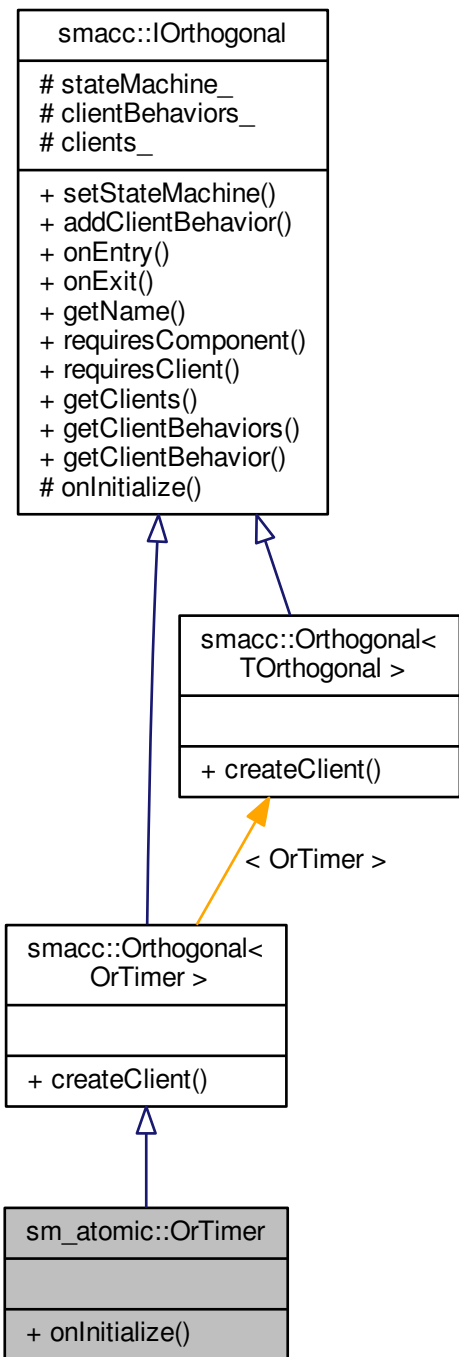 smacc::IOrthogonal
# stateMachine_
# clientBehaviors_
# clients_
+ setStateMachine()
+ addClientBehavior()
+ onEntry()
+ onExit()
+ getName()
+ requiresComponent()
+ requiresClient()
+ getClients()
+ getClientBehaviors()
+ getClientBehavior()
# onInitialize()
smacc::Orthogonal<
TOrthogonal >
+ createClient()
< OrTimer >
smacc::Orthogonal<
OrTimer >
+ createClient()
sm_atomic::OrTimer
+ onInitialize()